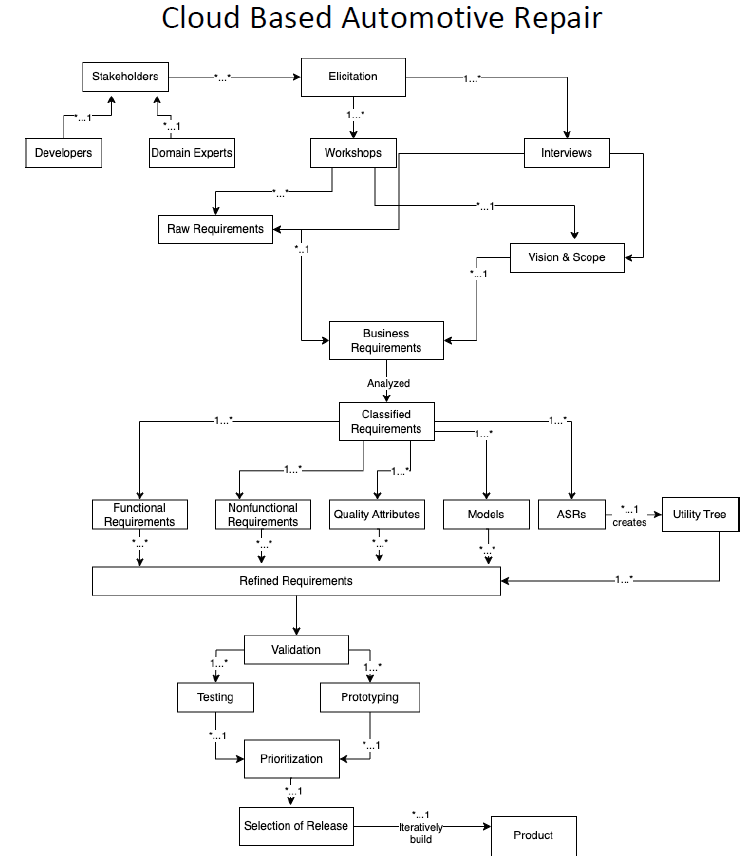 Cloud Based Automotive Repair
Stakeholders
*...*
Elicitation
1...*
*...1
*...1
1...*
Developers
Domain Experts
Workshops
Interviews
*...*
*...1
Raw Requirements
*..1
Vision & Scope
*...1
Business
Requirements
Analyzed
Classified
Requirements
1...*
1...*
1...*
1...*
1...*
Functional
Requirements
Nonfunctional
Requirements
Quality Attributes
Models
ASRs
*...1
creates
Utility Tree
*...*
*...*
*...*
*...*
Refined Requirements
1...*
Validation
1...*
1...*
Testing
Prototyping
*...1
*...1
Prioritization
*...1
Selection of Release
*...1
Iteratively
build
Product